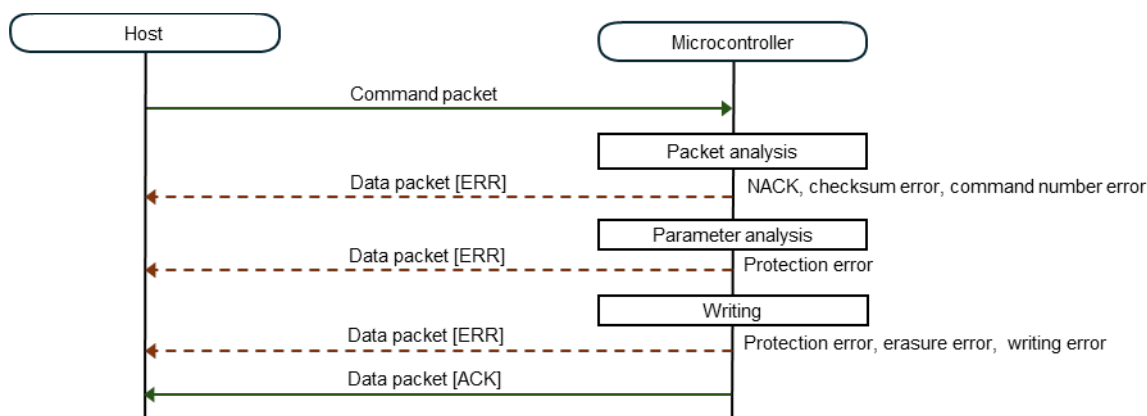 Host
Microcontroller
Command packet
Packet analysis
Data packet [ERR]
NACK, checksum error, command number error
Parameter analysis
Data packet [ERR]
Protection error
Writing
Data packet [ERR]
Protection error, erasure error,  writing error
Data packet [ACK]